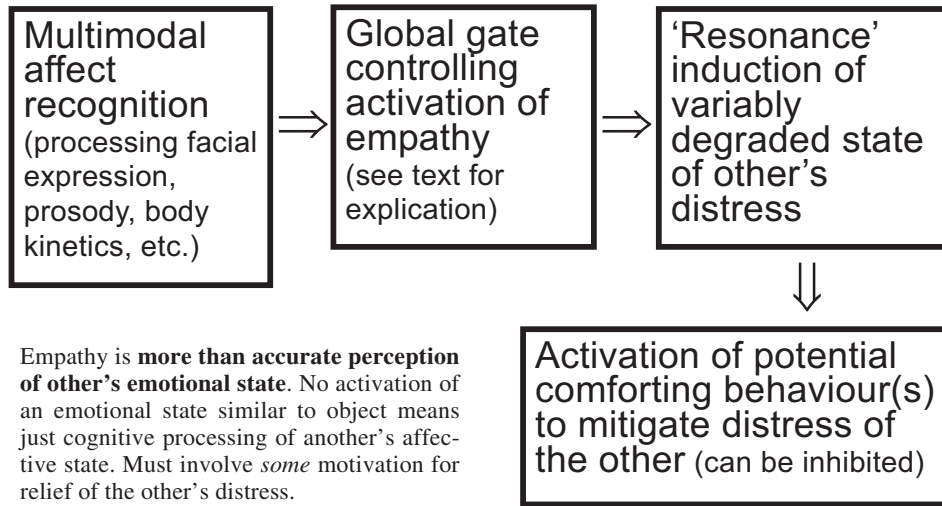 Multimodal
affect
recognition
(processing facial
expression,
prosody, body
kinetics, etc.)
Global gate
controlling
activation of
empathy
(see text for
explication)
‘Resonance’
induction of
variably
degraded state
of other’s
distress
Activation of potential
comforting behaviour(s)
to mitigate distress of
the other (can be inhibited)
Empathy is more than accurate perception
of other’s emotional state. No activation of
an emotional state similar to object means
just cognitive processing of another’s affec-
tive state. Must involve some motivation for
relief of the other’s distress.